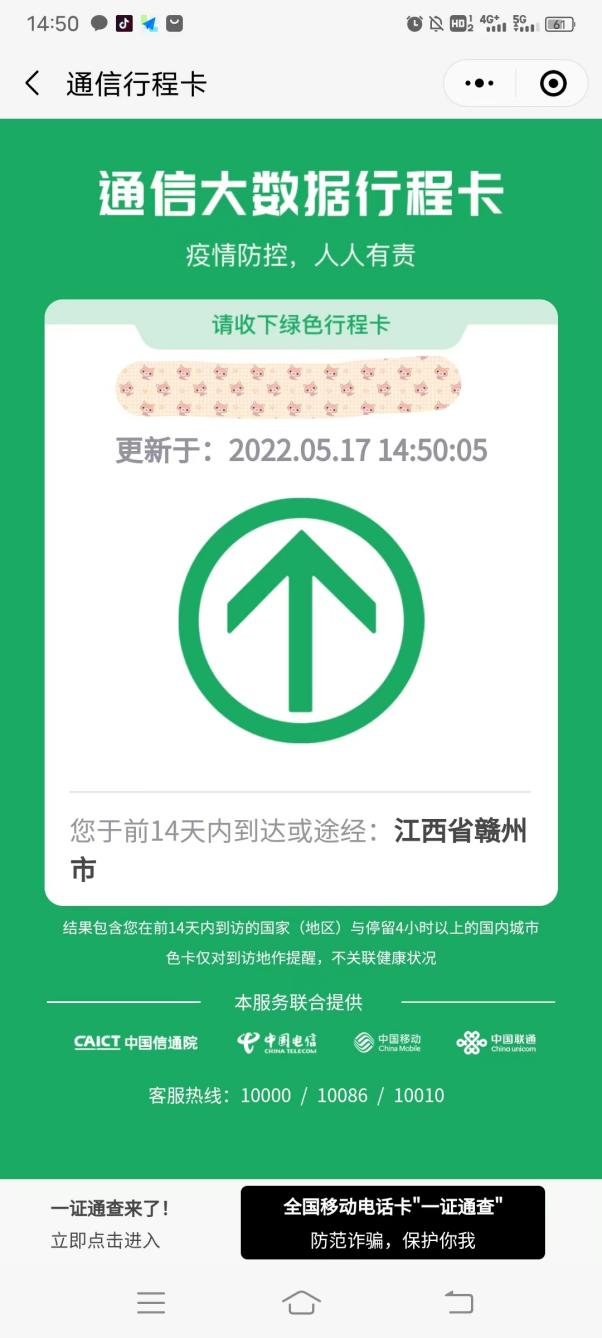 14:50
HD 1 2 4G+ 5G 61
通信行程卡
通信大数据行程卡
疫情防控，人人有责
请收下绿色行程卡
更新于：2022.05.17 14:50:05
您于前14天内到达或途经：江西省赣州
市
结果包含您在前14天内到访的国家（地区）与停留4小时以上的国内城市
色卡仅对到访地作提醒，不关联健康状况
本服务联合提供
CAICT 中国信通院 中国电信 CHINA TELECOM 中国移动 China Mobile 中国联通 China unicom
客服热线：10000 / 10086 / 10010
一证通查来了！
立即点击进入
全国移动电话卡"一证通查"
防范诈骗，保护你我